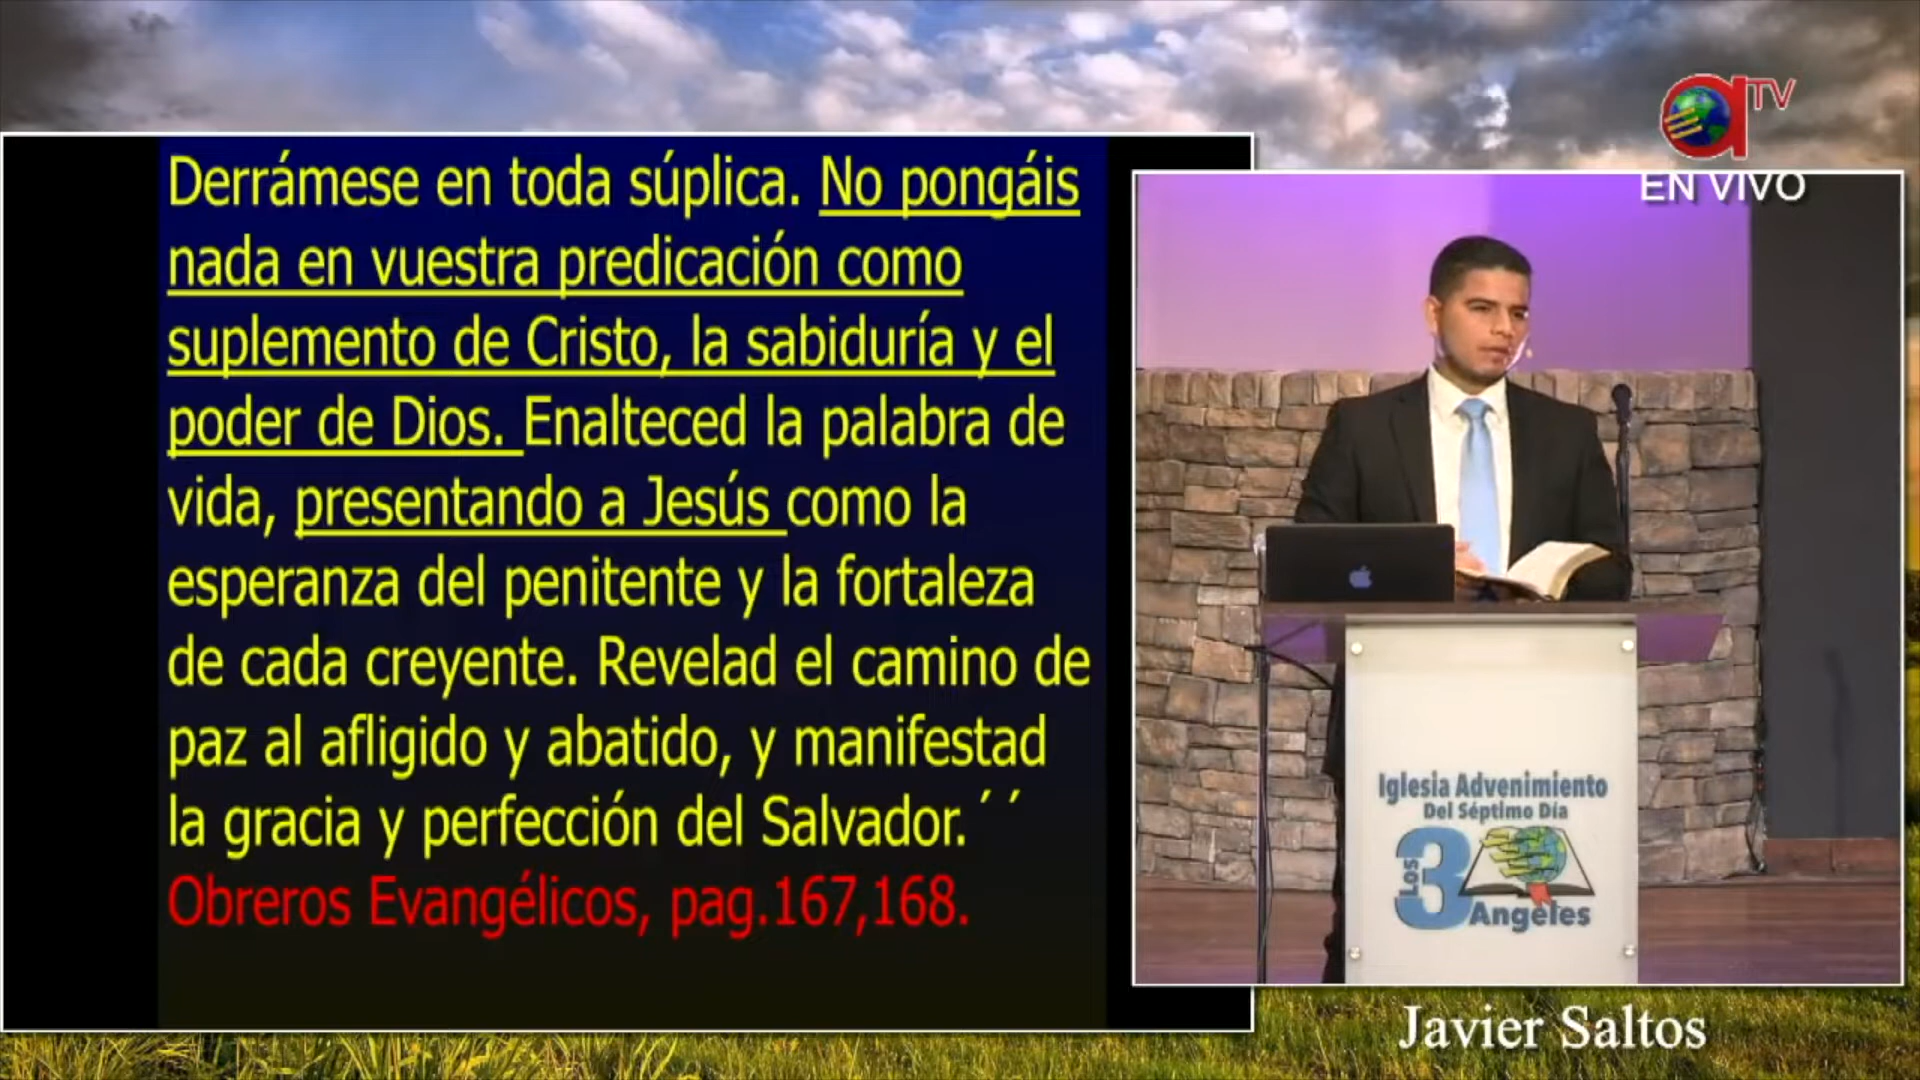 Derrámese en toda súplica. No pongáis
nada en vuestra predicación como
suplemento de Cristo, la sabiduría y el
poder de Dios. Enalteced la palabra de
vida, presentando a Jesús como la
esperanza del penitente y la fortaleza
de cada creyente. Revelad el camino de
paz al afligido y abatido, y manifestad
la gracia y perfección del Salvador.´´
Obreros Evangélicos, pag.167,168.
a TV
EN VIVO
Iglesia Advenimiento
Del Séptimo Día
Los 3
Angeles
Javier Saltos